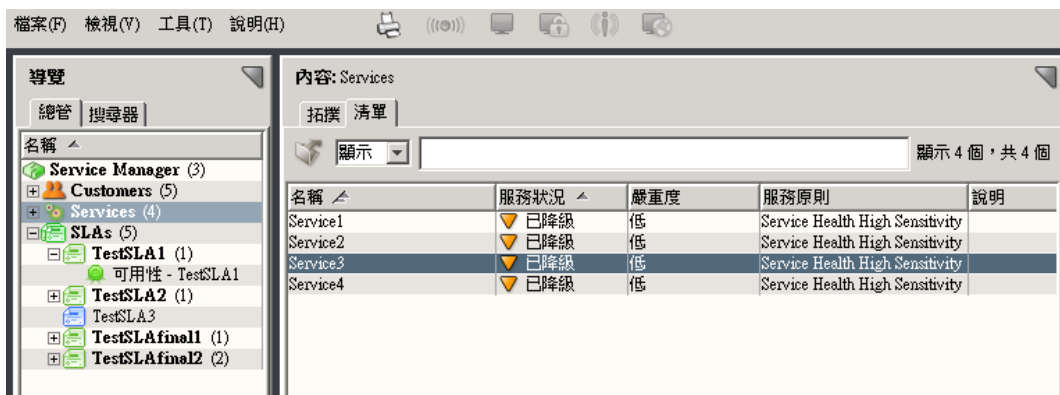 檔案(F) 檢視(V) 工具(T) 說明(H)
導覽
總管 搜尋器
名稱
Service Manager (3)
Customers (5)
Services (4)
SLAs (5)
TestSLA1 (1)
可用性 - TestSLA1
TestSLA2 (1)
TestSLA3
TestSLAfinal1 (1)
TestSLAfinal2 (2)
內容: Services
拓撲 清單
顯示 顯示 4 個，共 4 個
名稱 服務狀況 嚴重度 服務原則 說明
Service1 已降級 低 Service Health High Sensitivity
Service2 已降級 低 Service Health High Sensitivity
Service3 已降級 低 Service Health High Sensitivity
Service4 已降級 低 Service Health High Sensitivity